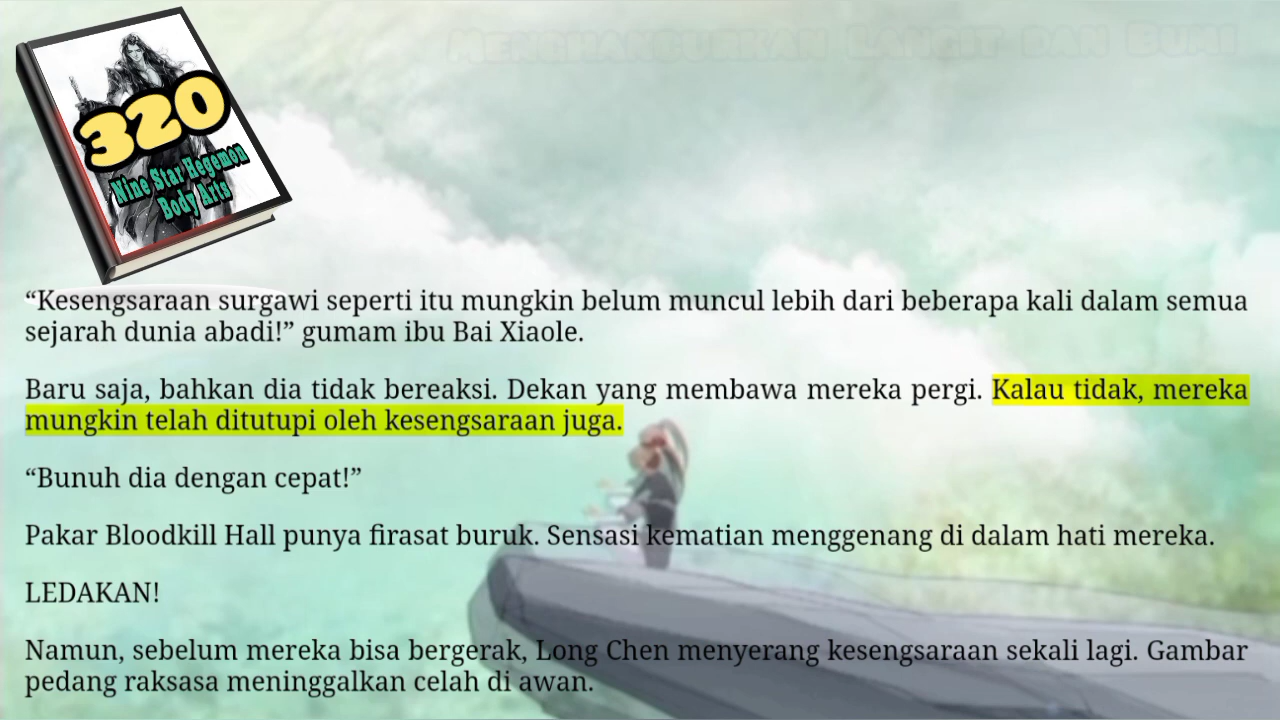 Menghancurkan Langit dan Bumi
320
Nine Star Hegemon
Body Arts
“Kesengsaraan surgawi seperti itu mungkin belum muncul lebih dari beberapa kali dalam semua
sejarah dunia abadi!” gumam ibu Bai Xiaole.
Baru saja, bahkan dia tidak bereaksi. Dekan yang membawa mereka pergi. Kalau tidak, mereka
mungkin telah ditutupi oleh kesengsaraan juga.
“Bunuh dia dengan cepat!”
Pakar Bloodkill Hall punya firasat buruk. Sensasi kematian menggenang di dalam hati mereka.
LEDAKAN!
Namun, sebelum mereka bisa bergerak, Long Chen menyerang kesengsaraan sekali lagi. Gambar
pedang raksasa meninggalkan celah di awan.